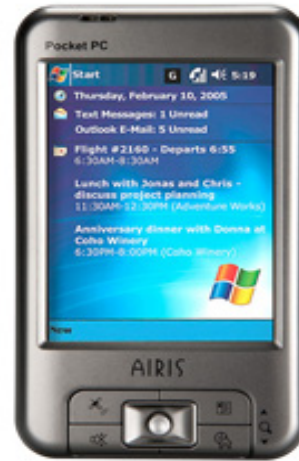 Pocket PC
Start G 5:19
Thursday, February 10, 2005
Text Messages: 1 Unread
Outlook E-Mail: 5 Unread
Flight #2160 - Departs 6:55
6:30AM-8:30AM
Lunch with Jonas and Chris -
discuss project planning
11:30AM-12:30PM (Adventure Works)
Anniversary dinner with Donna at
Coho Winery
6:30PM-8:00PM (Coho Winery)
New
AIRIS